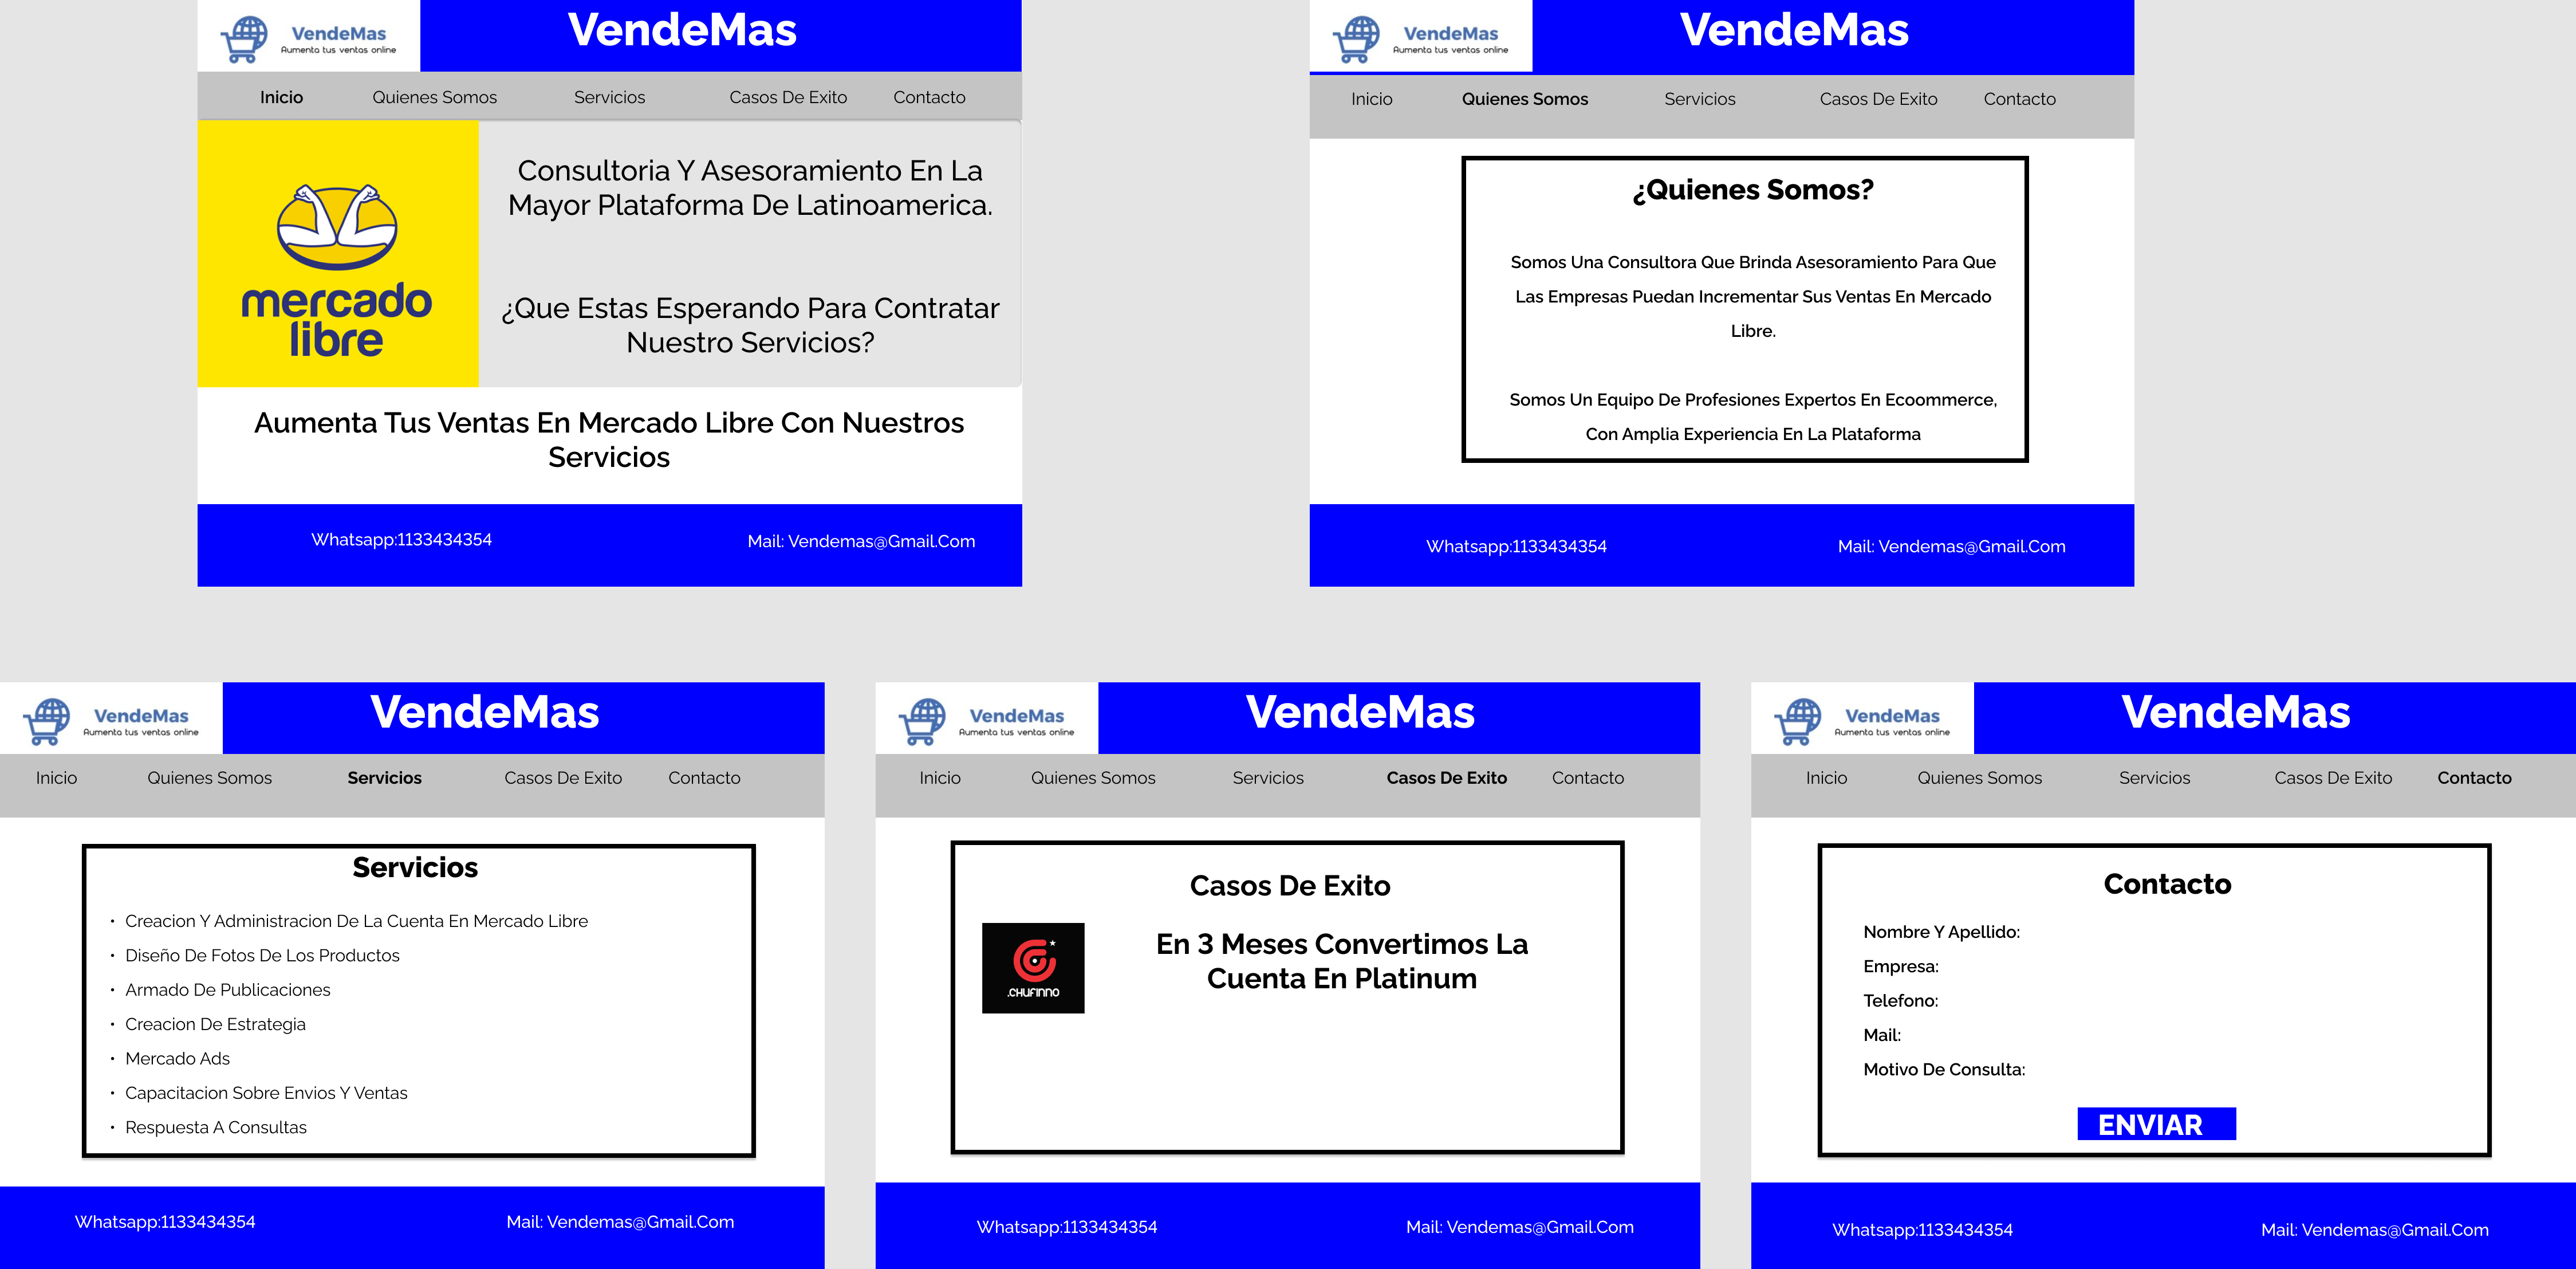 VendeMas
Aumenta tus ventas online
VendeMas
Inicio Quienes Somos Servicios Casos De Exito Contacto
mercado
libre
Consultoria Y Asesoramiento En La
Mayor Plataforma De Latinoamerica.
¿Que Estas Esperando Para Contratar
Nuestro Servicios?
Aumenta Tus Ventas En Mercado Libre Con Nuestros
Servicios
Whatsapp:1133434354 Mail: Vendemas@Gmail.Com
VendeMas
Aumenta tus ventas online
VendeMas
Inicio Quienes Somos Servicios Casos De Exito Contacto
¿Quienes Somos?
Somos Una Consultora Que Brinda Asesoramiento Para Que
Las Empresas Puedan Incrementar Sus Ventas En Mercado
Libre.
Somos Un Equipo De Profesiones Expertos En Ecoommerce,
Con Amplia Experiencia En La Plataforma
Whatsapp:1133434354 Mail: Vendemas@Gmail.Com
VendeMas
Aumenta tus ventas online
VendeMas
Inicio Quienes Somos Servicios Casos De Exito Contacto
Servicios
• Creacion Y Administracion De La Cuenta En Mercado Libre
• Diseño De Fotos De Los Productos
• Armado De Publicaciones
• Creacion De Estrategia
• Mercado Ads
• Capacitacion Sobre Envios Y Ventas
• Respuesta A Consultas
Whatsapp:1133434354 Mail: Vendemas@Gmail.Com
VendeMas
Aumenta tus ventas online
VendeMas
Inicio Quienes Somos Servicios Casos De Exito Contacto
Casos De Exito
.CHUFINNO
En 3 Meses Convertimos La
Cuenta En Platinum
Whatsapp:1133434354 Mail: Vendemas@Gmail.Com
VendeMas
Aumenta tus ventas online
VendeMas
Inicio Quienes Somos Servicios Casos De Exito Contacto
Contacto
Nombre Y Apellido:
Empresa:
Telefono:
Mail:
Motivo De Consulta:
ENVIAR
Whatsapp:1133434354 Mail: Vendemas@Gmail.Com